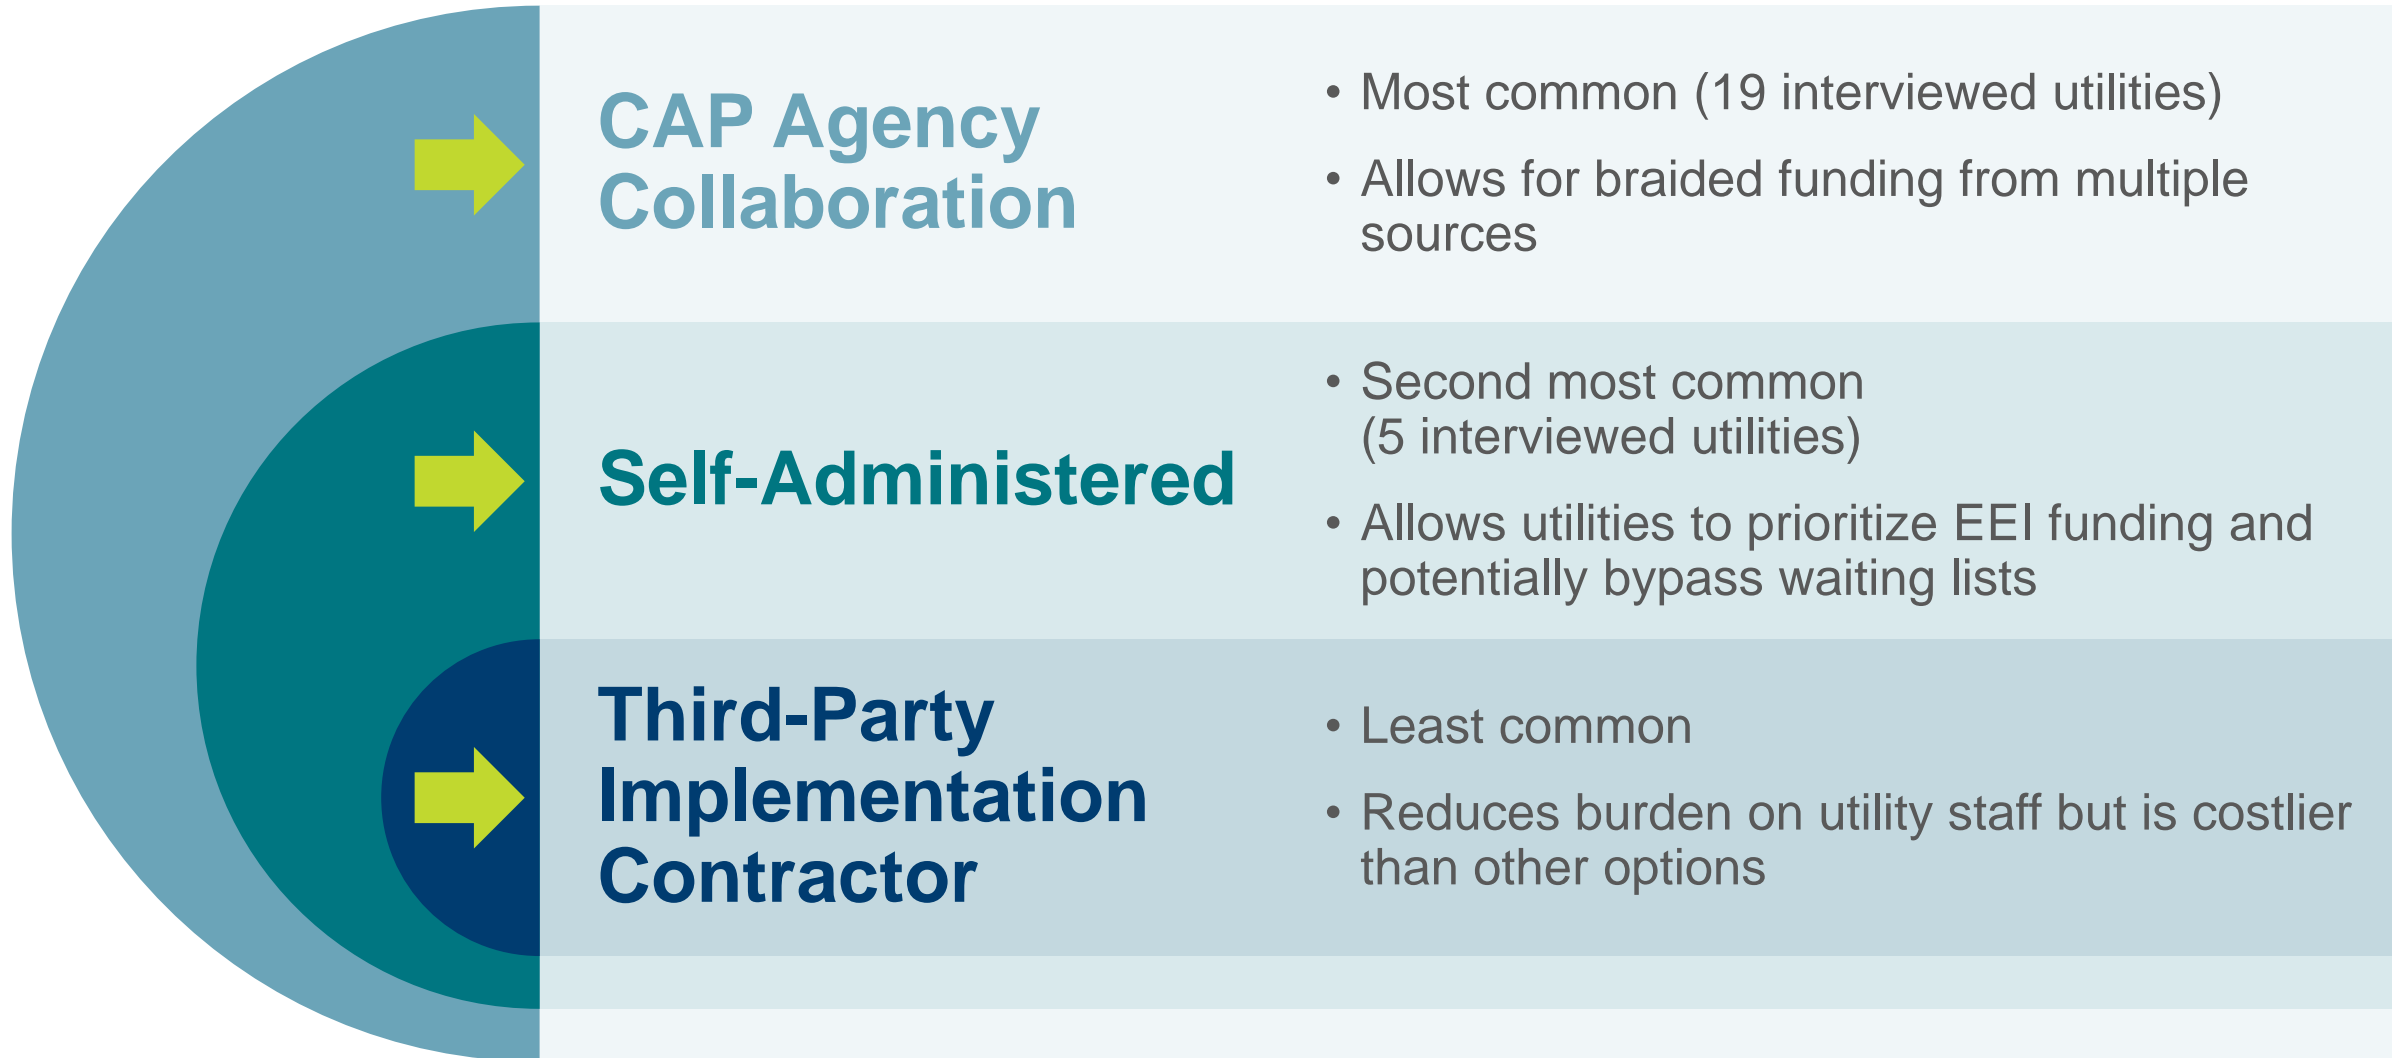 CAP Agency
Collaboration
• Most common (19 interviewed utilities)
• Allows for braided funding from multiple
sources
Self-Administered
• Second most common
(5 interviewed utilities)
• Allows utilities to prioritize EEI funding and
potentially bypass waiting lists
Third-Party
Implementation
Contractor
• Least common
• Reduces burden on utility staff but is costlier
than other options